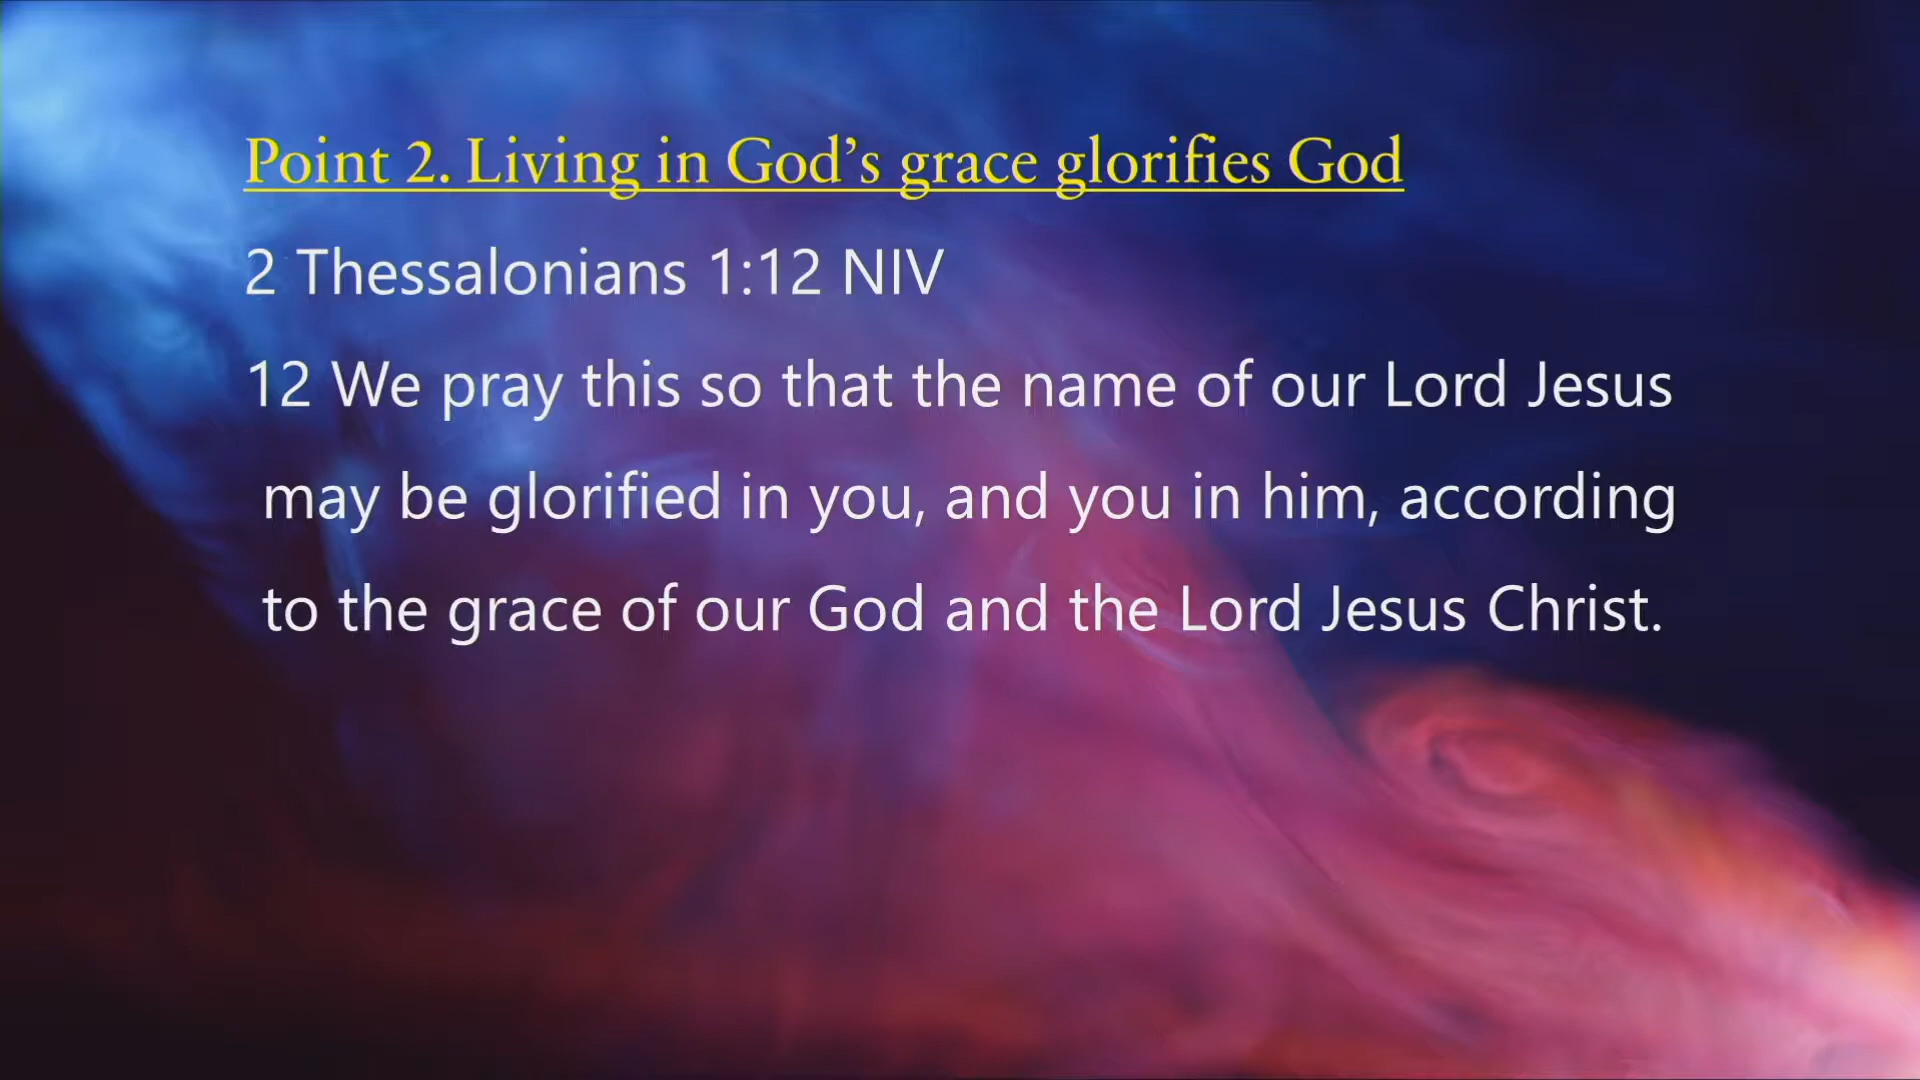 Point 2. Living in God’s grace glorifies God
2 Thessalonians 1:12 NIV
12 We pray this so that the name of our Lord Jesus
may be glorified in you, and you in him, according
to the grace of our God and the Lord Jesus Christ.